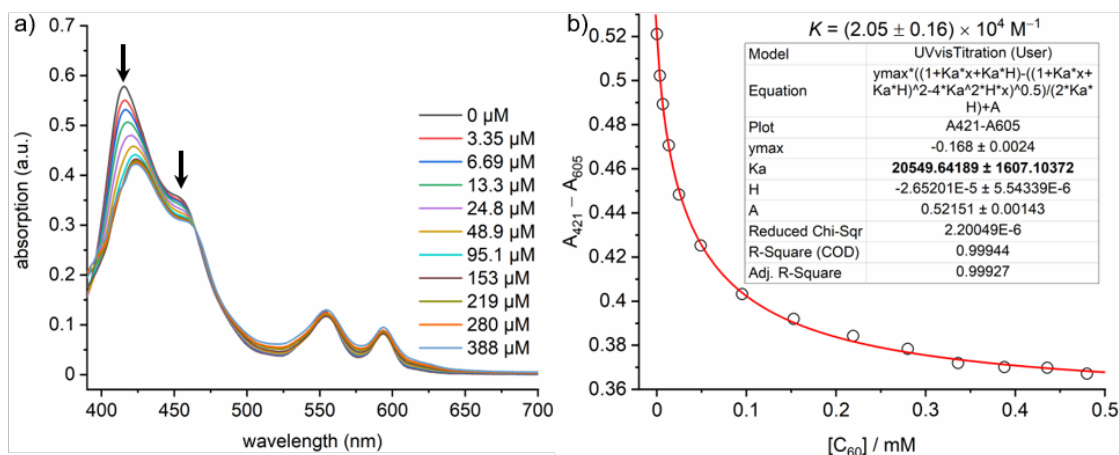 a)
0.7
0.6
0.5
0.4
0.3
0.2
0.1
0
absorption (a.u.)
400
450
500
550
600
650
700
wavelength (nm)
0 µM
3.35 µM
6.69 µM
13.3 µM
24.8 µM
48.9 µM
95.1 µM
153 µM
219 µM
280 µM
388 µM
b)
0.52
0.50
0.48
0.46
0.44
0.42
0.40
0.38
0.36
A₄₂₁ – A₆₀₅
0
0.1
0.2
0.3
0.4
0.5
[C₆₀] / mM
K = (2.05 ± 0.16) × 10⁴ M⁻¹
Model UVvisTitration (User)
Equation ymax*((1+Ka*x+Ka*H)-((1+Ka*x+
Ka*H)^2-4*Ka^2*H*x)^0.5)/(2*Ka*
H)+A
Plot A421-A605
ymax -0.168 ± 0.0024
Ka 20549.64189 ± 1607.10372
H -2.65201E-5 ± 5.54339E-6
A 0.52151 ± 0.00143
Reduced Chi-Sqr 2.20049E-6
R-Square (COD) 0.99944
Adj. R-Square 0.99927